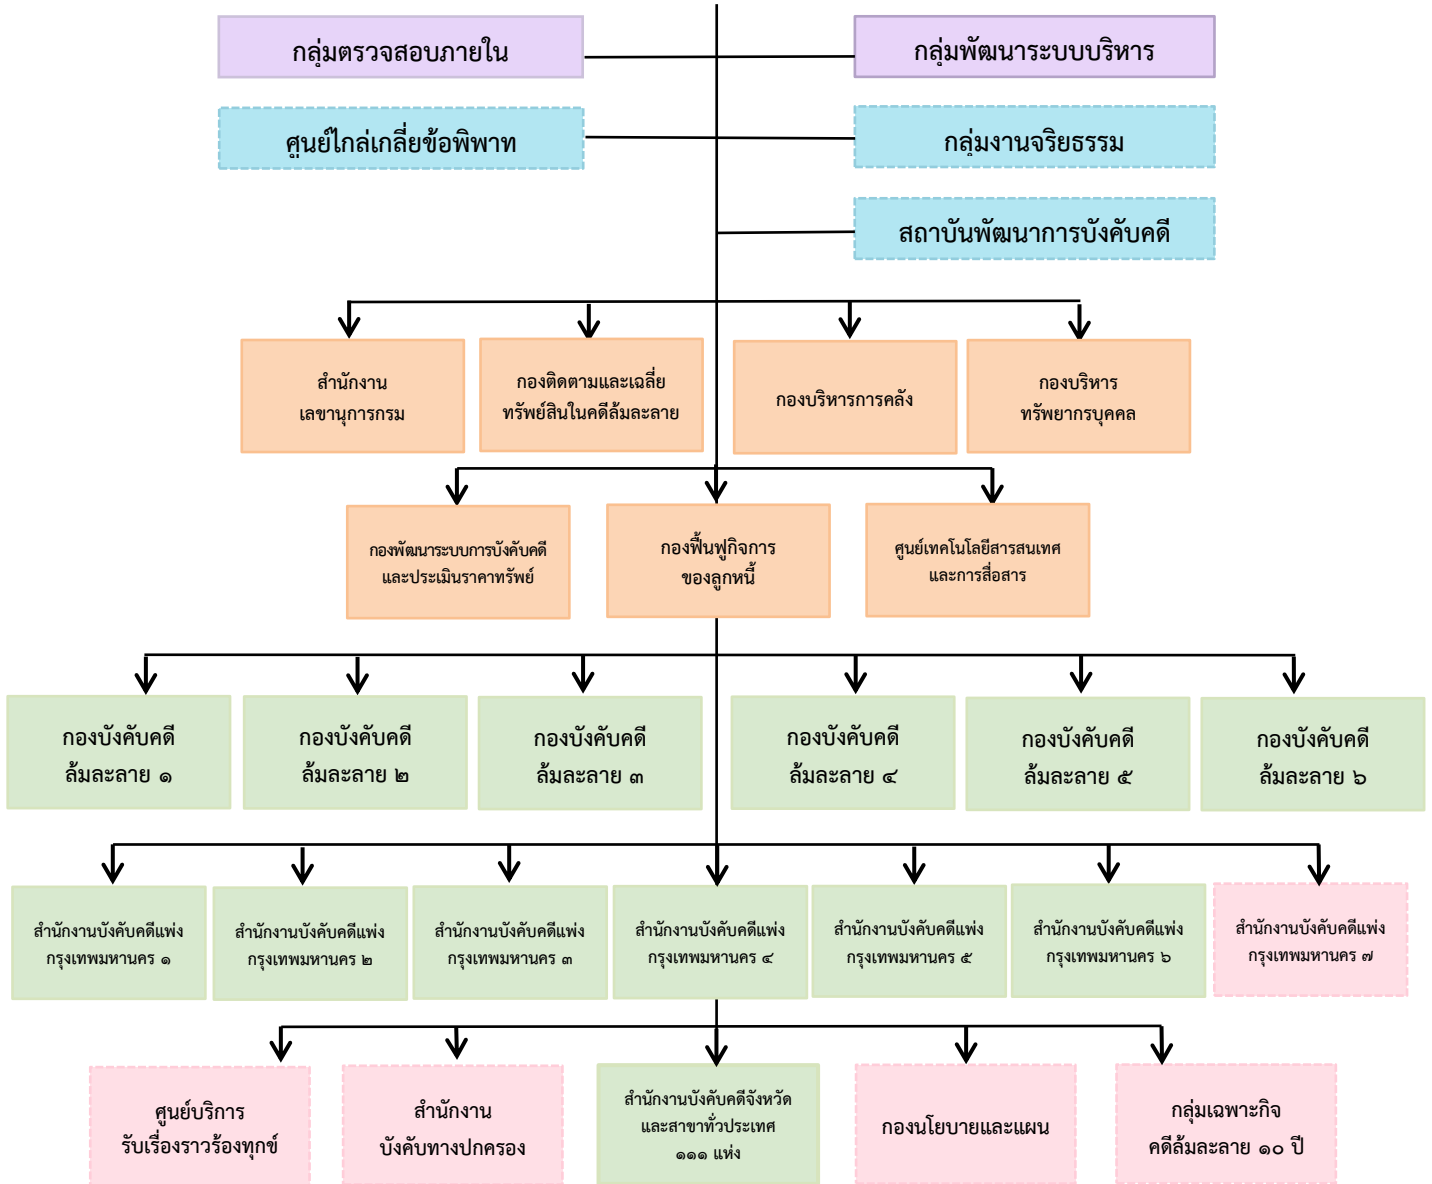 กลุ่มตรวจสอบภายใน
กลุ่มพัฒนาระบบบริหาร
ศูนย์ไกล่เกลี่ยข้อพิพาท
กลุ่มงานจริยธรรม
สถาบันพัฒนาการบังคับคดี
สำนักงาน
เลขานุการกรม
กองติดตามและเฉลี่ย
ทรัพย์สินในคดีล้มละลาย
กองบริหารการคลัง
กองบริหาร
ทรัพยากรบุคคล
กองพัฒนาระบบการบังคับคดี
และประเมินราคาทรัพย์
กองฟื้นฟูกิจการ
ของลูกหนี้
ศูนย์เทคโนโลยีสารสนเทศ
และการสื่อสาร
กองบังคับคดี
ล้มละลาย ๑
กองบังคับคดี
ล้มละลาย ๒
กองบังคับคดี
ล้มละลาย ๓
กองบังคับคดี
ล้มละลาย ๔
กองบังคับคดี
ล้มละลาย ๕
กองบังคับคดี
ล้มละลาย ๖
สำนักงานบังคับคดีแพ่ง
กรุงเทพมหานคร ๑
สำนักงานบังคับคดีแพ่ง
กรุงเทพมหานคร ๒
สำนักงานบังคับคดีแพ่ง
กรุงเทพมหานคร ๓
สำนักงานบังคับคดีแพ่ง
กรุงเทพมหานคร ๔
สำนักงานบังคับคดีแพ่ง
กรุงเทพมหานคร ๕
สำนักงานบังคับคดีแพ่ง
กรุงเทพมหานคร ๖
สำนักงานบังคับคดีแพ่ง
กรุงเทพมหานคร ๗
ศูนย์บริการ
รับเรื่องราวร้องทุกข์
สำนักงาน
บังคับทางปกครอง
สำนักงานบังคับคดีจังหวัด
และสาขาทั่วประเทศ
๑๑๑ แห่ง
กองนโยบายและแผน
กลุ่มเฉพาะกิจ
คดีล้มละลาย ๑๐ ปี